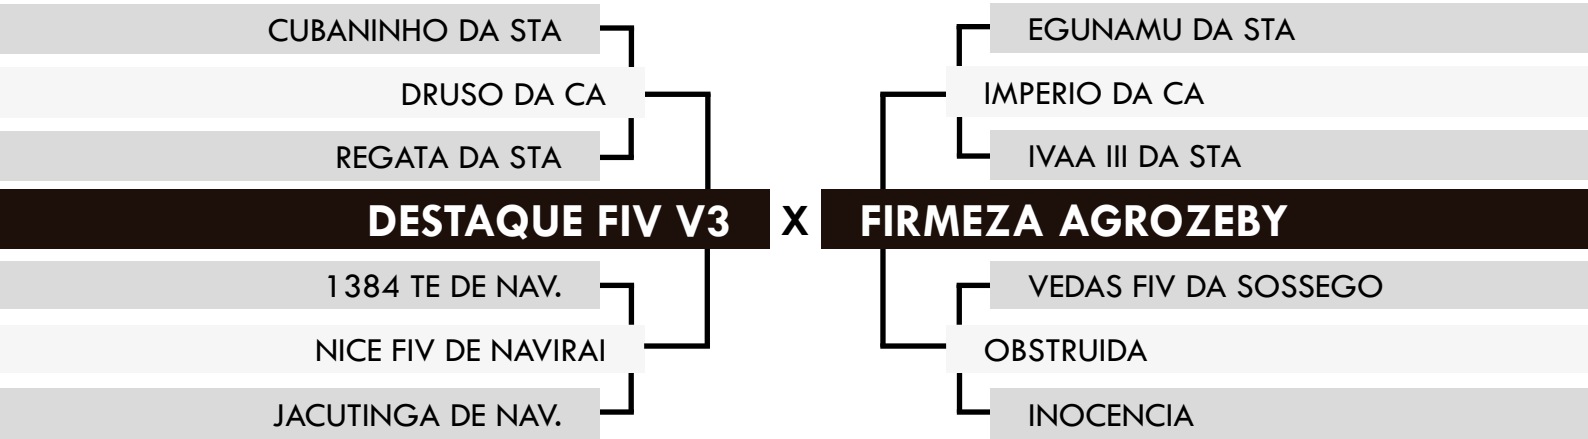 CUBANINHO DA STA
DRUSO DA CA
REGATA DA STA
DESTAQUE FIV V3
1384 TE DE NAV.
NICE FIV DE NAVIRAI
JACUTINGA DE NAV.
X
EGUNAMU DA STA
IMPERIO DA CA
IVAA III DA STA
FIRMEZA AGROZEBY
VEDAS FIV DA SOSSEGO
OBSTRUIDA
INOCENCIA